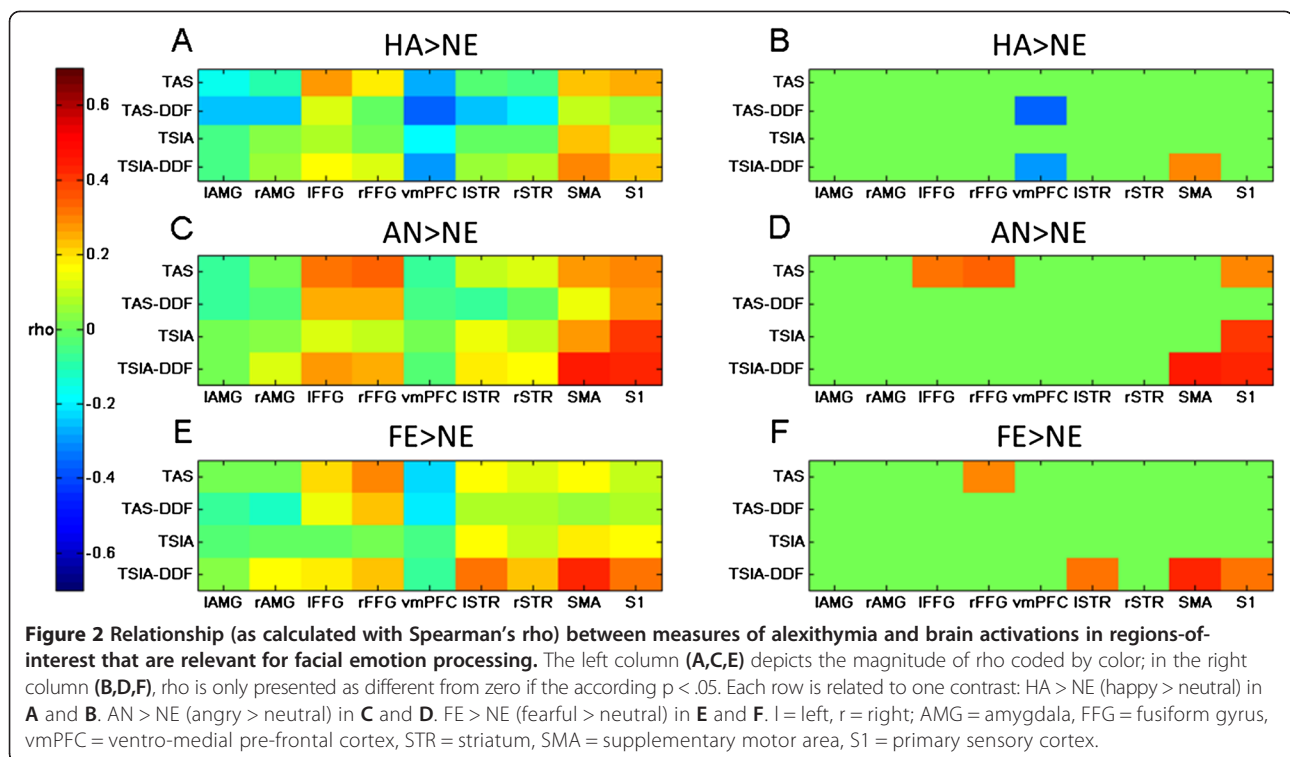 A HA>NE
B HA>NE
0.6
0.4
0.2
rho 0
-0.2
-0.4
-0.6
TAS
TAS-DDF
TSIA
TSIA-DDF
lAMG rAMG lFFG rFFG vmPFC lSTR rSTR SMA S1
TAS
TAS-DDF
TSIA
TSIA-DDF
lAMG rAMG lFFG rFFG vmPFC lSTR rSTR SMA S1
C AN>NE
D AN>NE
TAS
TAS-DDF
TSIA
TSIA-DDF
lAMG rAMG lFFG rFFG vmPFC lSTR rSTR SMA S1
TAS
TAS-DDF
TSIA
TSIA-DDF
lAMG rAMG lFFG rFFG vmPFC lSTR rSTR SMA S1
E FE>NE
F FE>NE
TAS
TAS-DDF
TSIA
TSIA-DDF
lAMG rAMG lFFG rFFG vmPFC lSTR rSTR SMA S1
TAS
TAS-DDF
TSIA
TSIA-DDF
lAMG rAMG lFFG rFFG vmPFC lSTR rSTR SMA S1
Figure 2 Relationship (as calculated with Spearman's rho) between measures of alexithymia and brain activations in regions-of-
interest that are relevant for facial emotion processing. The left column (A,C,E) depicts the magnitude of rho coded by color; in the right
column (B,D,F), rho is only presented as different from zero if the according p < .05. Each row is related to one contrast: HA > NE (happy > neutral) in
A and B. AN > NE (angry > neutral) in C and D. FE > NE (fearful > neutral) in E and F. l = left, r = right; AMG = amygdala, FFG = fusiform gyrus,
vmPFC = ventro-medial pre-frontal cortex, STR = striatum, SMA = supplementary motor area, S1 = primary sensory cortex.